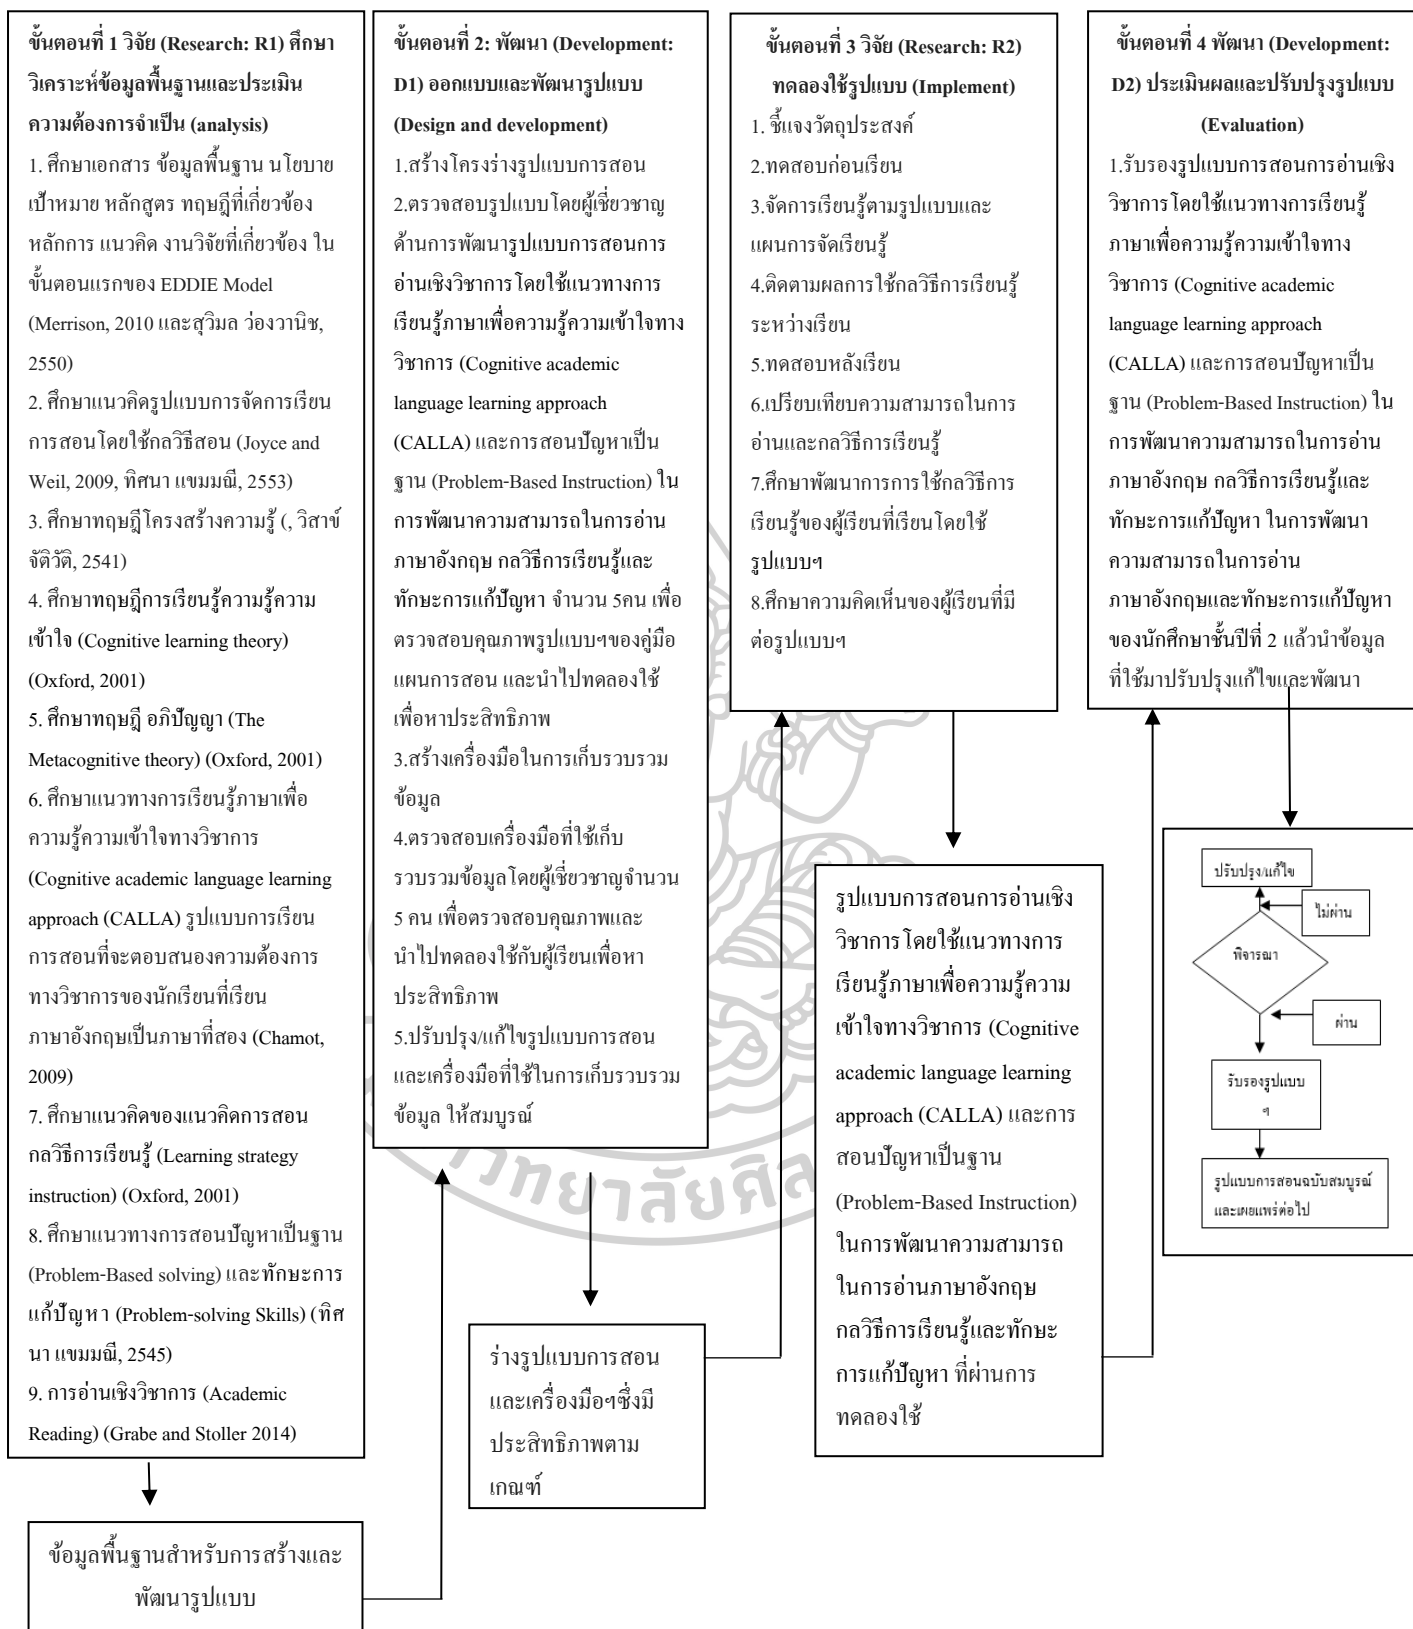 ขั้นตอนที่ 1 วิจัย (Research: R1) ศึกษา
วิเคราะห์ข้อมูลพื้นฐานและประเมิน
ความต้องการจำเป็น (analysis)
1. ศึกษาเอกสาร ข้อมูลพื้นฐาน นโยบาย
เป้าหมาย หลักสูตร ทฤษฎีที่เกี่ยวข้อง
หลักการ แนวคิด งานวิจัยที่เกี่ยวข้อง ใน
ขั้นตอนแรกของ EDDIE Model
(Merrison, 2010 และสุวิมล ว่องวานิช,
2550)
2. ศึกษาแนวคิดรูปแบบการจัดการเรียน
การสอนโดยใช้กลวิธีสอน (Joyce and
Weil, 2009, ทิศนา แขมมณี, 2553)
3. ศึกษาทฤษฎีโครงสร้างความรู้ (, วิสาข์
จัติวัติ, 2541)
4. ศึกษาทฤษฎีการเรียนรู้ความรู้ความ
เข้าใจ (Cognitive learning theory)
(Oxford, 2001)
5. ศึกษาทฤษฎี อภิปัญญา (The
Metacognitive theory) (Oxford, 2001)
6. ศึกษาแนวทางการเรียนรู้ภาษาเพื่อ
ความรู้ความเข้าใจทางวิชาการ
(Cognitive academic language learning
approach (CALLA) รูปแบบการเรียน
การสอนที่จะตอบสนองความต้องการ
ทางวิชาการของนักเรียนที่เรียน
ภาษาอังกฤษเป็นภาษาที่สอง (Chamot,
2009)
7. ศึกษาแนวคิดของแนวคิดการสอน
กลวิธีการเรียนรู้ (Learning strategy
instruction) (Oxford, 2001)
8. ศึกษาแนวทางการสอนปัญหาเป็นฐาน
(Problem-Based solving) และทักษะการ
แก้ปัญหา (Problem-solving Skills) (ทิศ
นา แขมมณี, 2545)
9. การอ่านเชิงวิชาการ (Academic
Reading) (Grabe and Stoller 2014)
ข้อมูลพื้นฐานสำหรับการสร้างและ
พัฒนารูปแบบ
ขั้นตอนที่ 2: พัฒนา (Development:
D1) ออกแบบและพัฒนารูปแบบ
(Design and development)
1.สร้างโครงร่างรูปแบบการสอน
2.ตรวจสอบรูปแบบโดยผู้เชี่ยวชาญ
ด้านการพัฒนารูปแบบการสอนการ
อ่านเชิงวิชาการโดยใช้แนวทางการ
เรียนรู้ภาษาเพื่อความรู้ความเข้าใจทาง
วิชาการ (Cognitive academic
language learning approach
(CALLA) และการสอนปัญหาเป็น
ฐาน (Problem-Based Instruction) ใน
การพัฒนาความสามารถในการอ่าน
ภาษาอังกฤษ กลวิธีการเรียนรู้และ
ทักษะการแก้ปัญหา จำนวน 5คน เพื่อ
ตรวจสอบคุณภาพรูปแบบฯของคู่มือ
แผนการสอน และนำไปทดลองใช้
เพื่อหาประสิทธิภาพ
3.สร้างเครื่องมือในการเก็บรวบรวม
ข้อมูล
4.ตรวจสอบเครื่องมือที่ใช้เก็บ
รวบรวมข้อมูลโดยผู้เชี่ยวชาญจำนวน
5 คน เพื่อตรวจสอบคุณภาพและ
นำไปทดลองใช้กับผู้เรียนเพื่อหา
ประสิทธิภาพ
5.ปรับปรุง/แก้ไขรูปแบบการสอน
และเครื่องมือที่ใช้ในการเก็บรวบรวม
ข้อมูล ให้สมบูรณ์
ร่างรูปแบบการสอน
และเครื่องมือฯซึ่งมี
ประสิทธิภาพตาม
เกณฑ์
ขั้นตอนที่ 3 วิจัย (Research: R2)
ทดลองใช้รูปแบบ (Implement)
1. ชี้แจงวัตถุประสงค์
2.ทดสอบก่อนเรียน
3.จัดการเรียนรู้ตามรูปแบบและ
แผนการจัดเรียนรู้
4.ติดตามผลการใช้กลวิธีการเรียนรู้
ระหว่างเรียน
5.ทดสอบหลังเรียน
6.เปรียบเทียบความสามารถในการ
อ่านและกลวิธีการเรียนรู้
7.ศึกษาพัฒนาการการใช้กลวิธีการ
เรียนรู้ของผู้เรียนที่เรียนโดยใช้
รูปแบบฯ
8.ศึกษาความคิดเห็นของผู้เรียนที่มี
ต่อรูปแบบฯ
รูปแบบการสอนการอ่านเชิง
วิชาการโดยใช้แนวทางการ
เรียนรู้ภาษาเพื่อความรู้ความ
เข้าใจทางวิชาการ (Cognitive
academic language learning
approach (CALLA) และการ
สอนปัญหาเป็นฐาน
(Problem-Based Instruction)
ในการพัฒนาความสามารถ
ในการอ่านภาษาอังกฤษ
กลวิธีการเรียนรู้และทักษะ
การแก้ปัญหา ที่ผ่านการ
ทดลองใช้
ขั้นตอนที่ 4 พัฒนา (Development:
D2) ประเมินผลและปรับปรุงรูปแบบ
(Evaluation)
1.รับรองรูปแบบการสอนการอ่านเชิง
วิชาการโดยใช้แนวทางการเรียนรู้
ภาษาเพื่อความรู้ความเข้าใจทาง
วิชาการ (Cognitive academic
language learning approach
(CALLA) และการสอนปัญหาเป็น
ฐาน (Problem-Based Instruction) ใน
การพัฒนาความสามารถในการอ่าน
ภาษาอังกฤษ กลวิธีการเรียนรู้และ
ทักษะการแก้ปัญหา ในการพัฒนา
ความสามารถในการอ่าน
ภาษาอังกฤษและทักษะการแก้ปัญหา
ของนักศึกษาชั้นปีที่ 2 แล้วนำข้อมูล
ที่ใช้มาปรับปรุงแก้ไขและพัฒนา
ปรับปรุง/แก้ไข
ไม่ผ่าน
พิจารณา
ผ่าน
รับรองรูปแบบ
ฯ
รูปแบบการสอนฉบับสมบูรณ์
และเผยแพร่ต่อไป